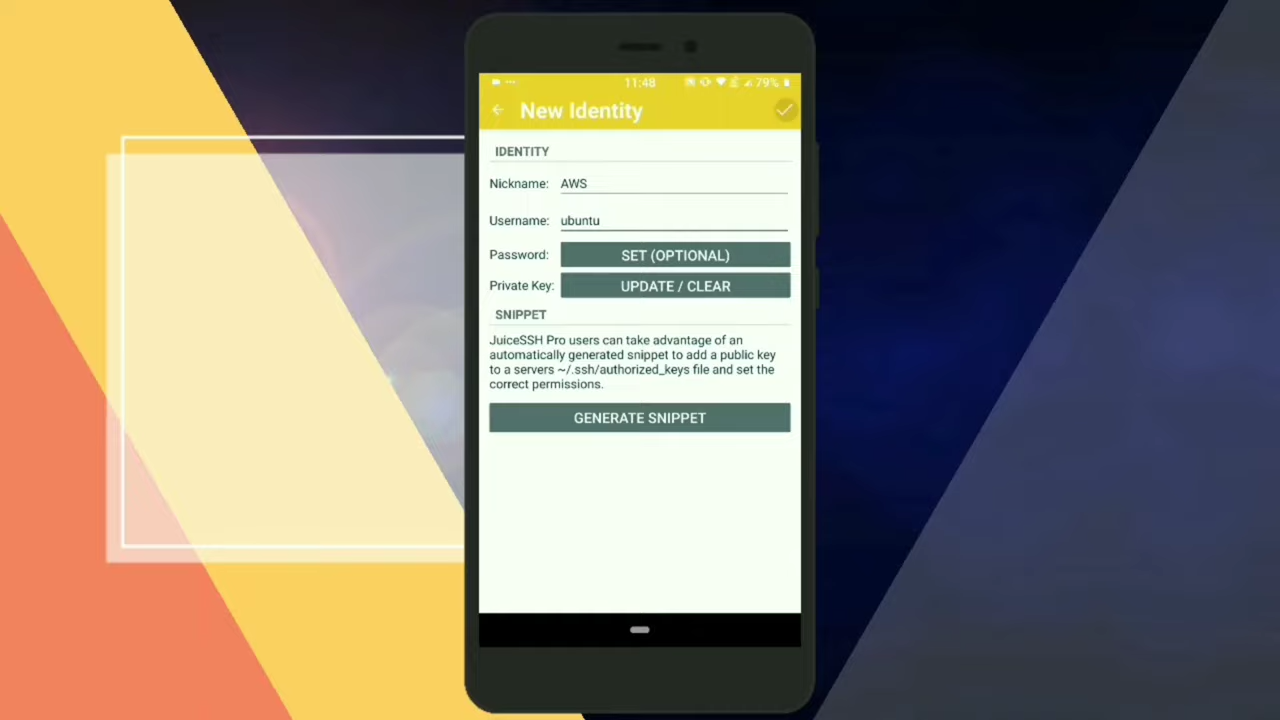 11:48
79%
New Identity
IDENTITY
Nickname: AWS
Username: ubuntu
Password: SET (OPTIONAL)
Private Key: UPDATE / CLEAR
SNIPPET
JuiceSSH Pro users can take advantage of an
automatically generated snippet to add a public key
to a servers ~/.ssh/authorized_keys file and set the
correct permissions.
GENERATE SNIPPET